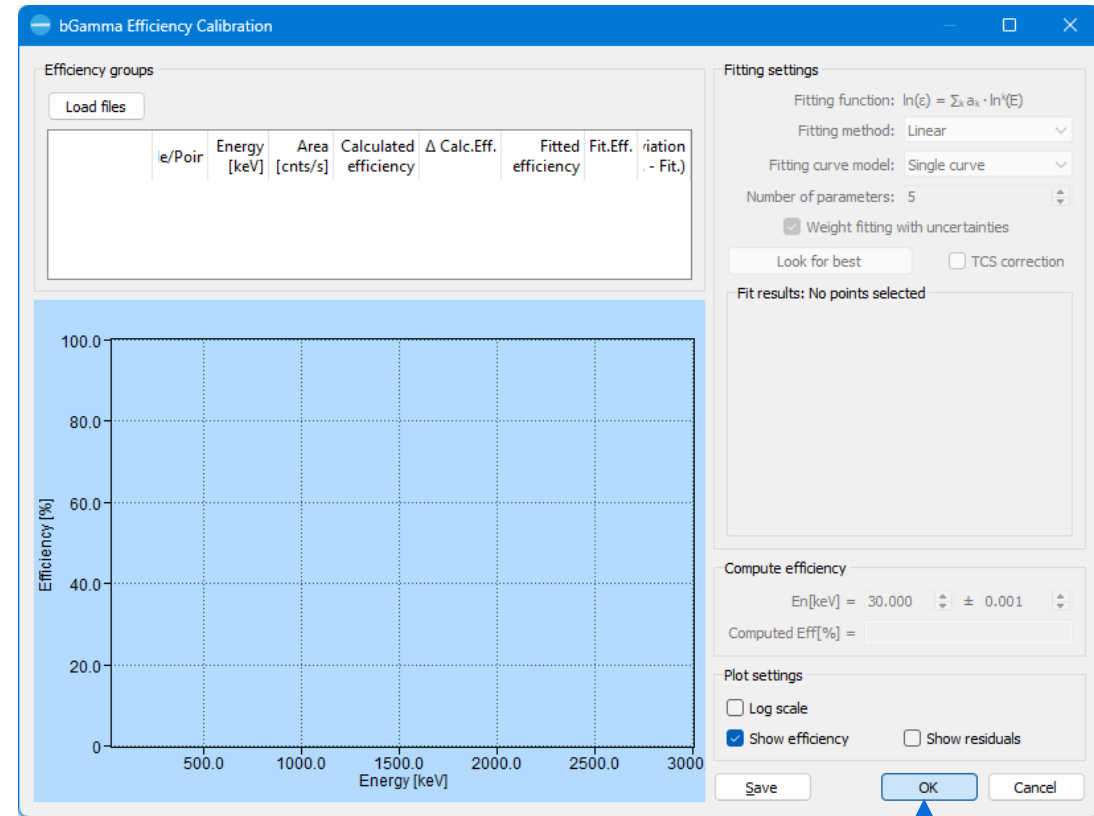 bGamma Efficiency Calibration
Efficiency groups
Load files
le/Poir Energy [keV] Area [cnts/s] Calculated efficiency Δ Calc.Eff. Fitted efficiency Fit.Eff. iation . - Fit.)
100.0
80.0
60.0
40.0
20.0
0
Efficiency [%]
500.0 1000.0 1500.0 2000.0 2500.0 3000
Energy [keV]
Fitting settings
Fitting function: ln(ε) = Σₖ aₖ · lnᵏ(E)
Fitting method: Linear
Fitting curve model: Single curve
Number of parameters: 5
Weight fitting with uncertainties
Look for best TCS correction
Fit results: No points selected
Compute efficiency
En[keV] = 30.000 ± 0.001
Computed Eff[%] =
Plot settings
Log scale
Show efficiency Show residuals
Save OK Cancel